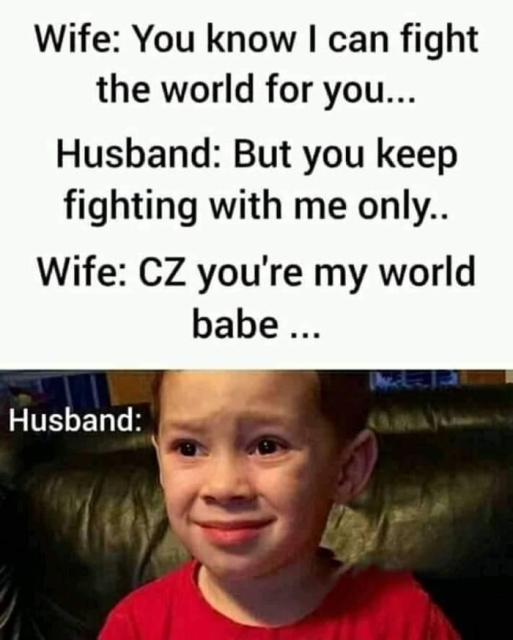 Wife: You know I can fight
the world for you...
Husband: But you keep
fighting with me only..
Wife: CZ you're my world
babe ...
Husband: